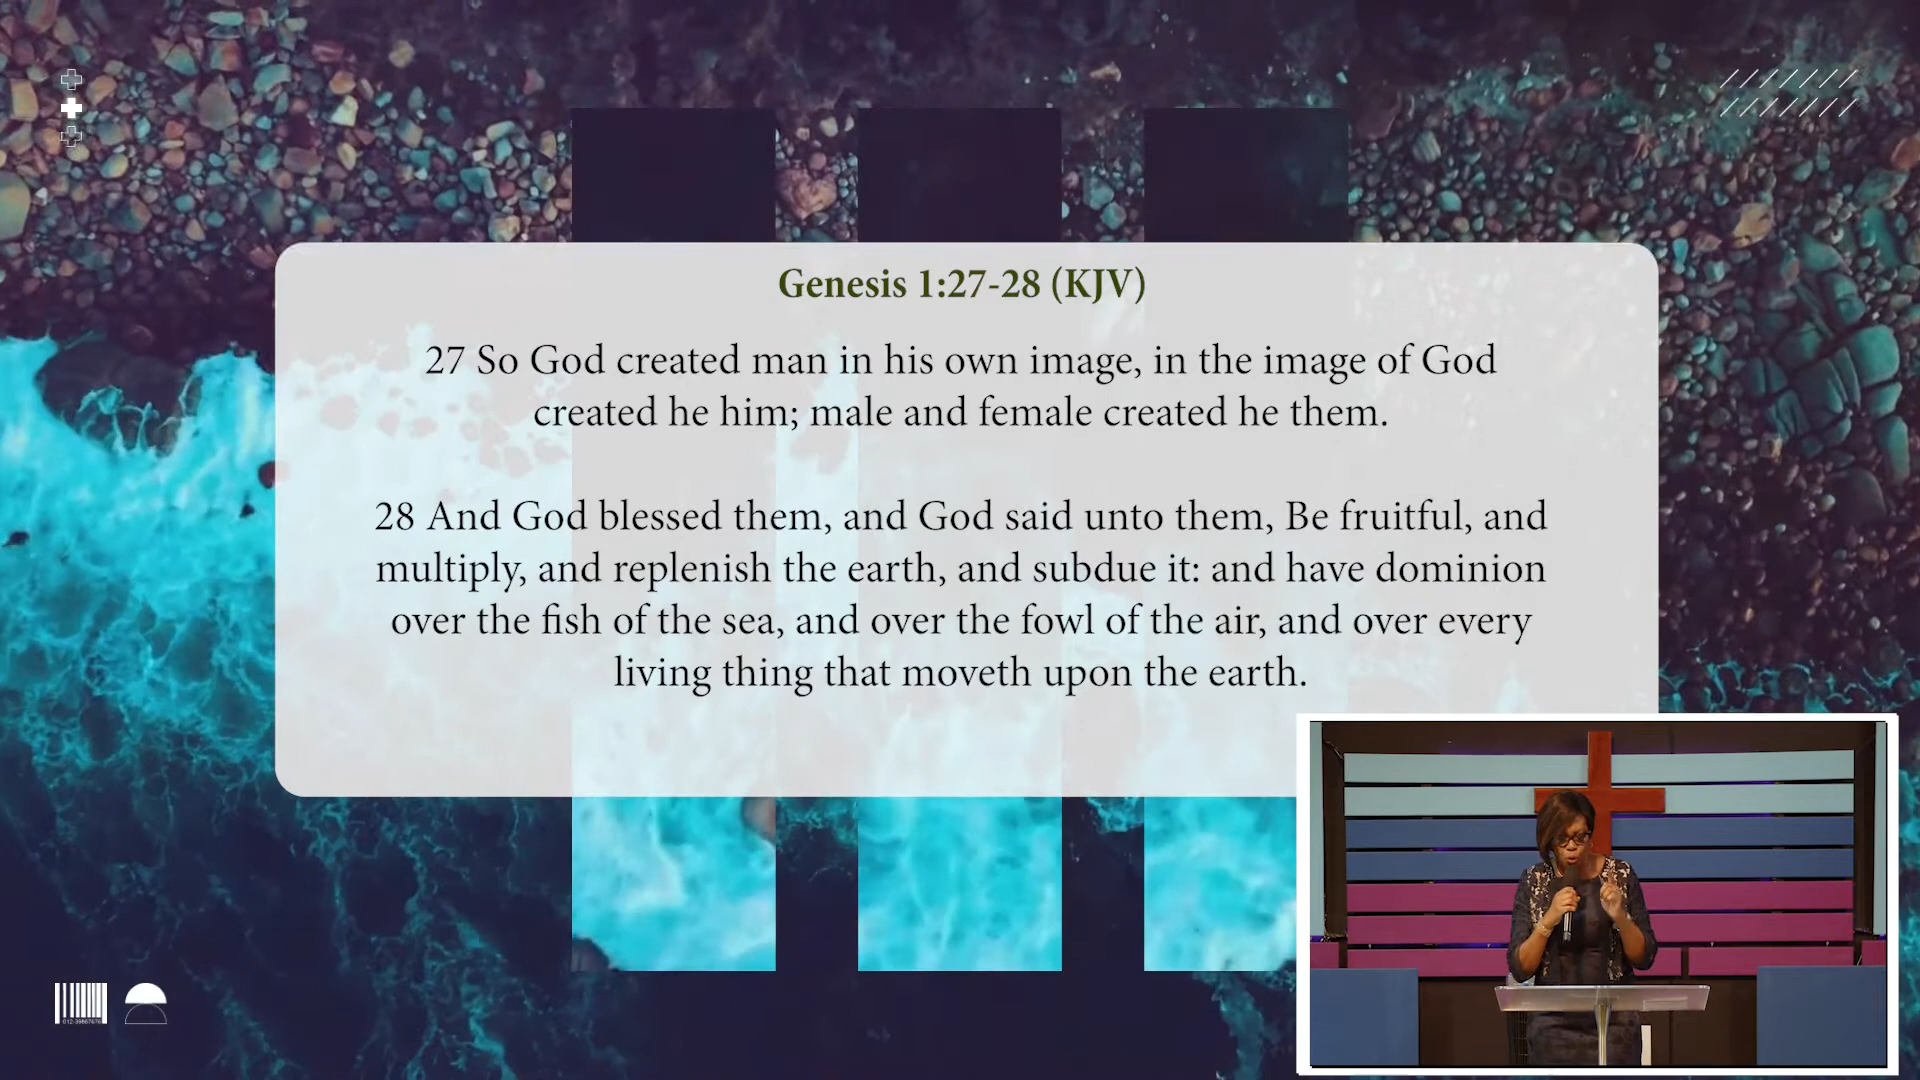 Genesis 1:27-28 (KJV)
27 So God created man in his own image, in the image of God
created he him; male and female created he them.
28 And God blessed them, and God said unto them, Be fruitful, and
multiply, and replenish the earth, and subdue it: and have dominion
over the fish of the sea, and over the fowl of the air, and over every
living thing that moveth upon the earth.